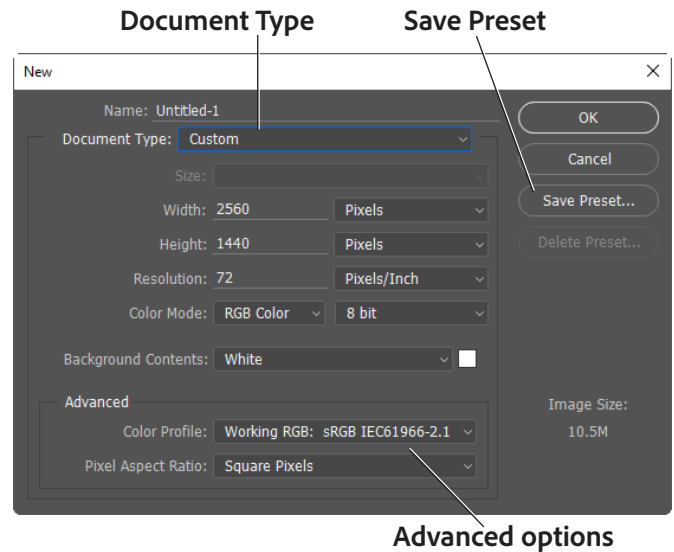 Document Type Save Preset
New
Name: Untitled-1
OK
Document Type: Custom
Cancel
Size:
Save Preset...
Width: 2560 Pixels
Height: 1440 Pixels
Delete Preset...
Resolution: 72 Pixels/Inch
Color Mode: RGB Color 8 bit
Background Contents: White
Advanced
Image Size:
Color Profile: Working RGB: sRGB IEC61966-2.1
10.5M
Pixel Aspect Ratio: Square Pixels
Advanced options